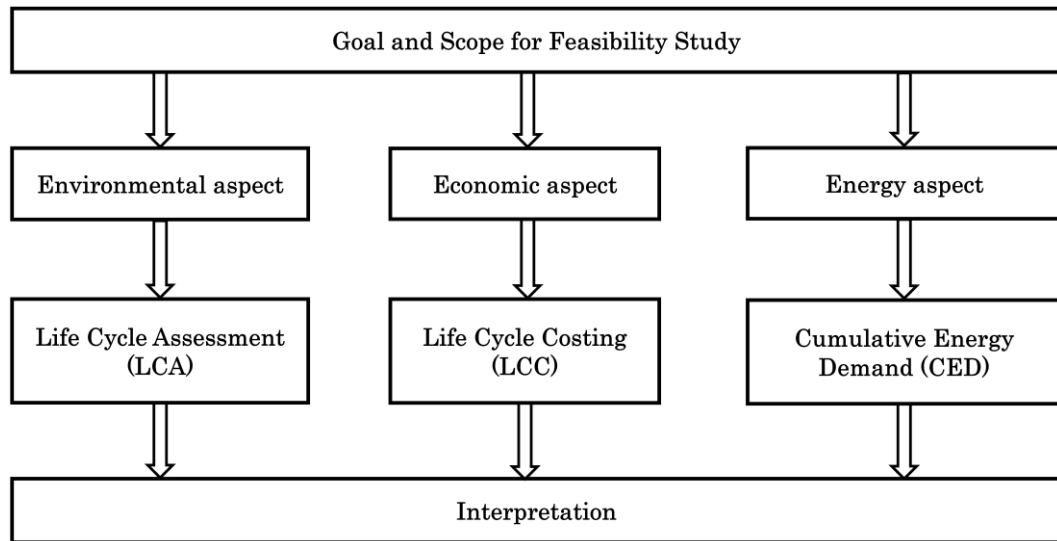 Goal and Scope for Feasibility Study
Environmental aspect
Economic aspect
Energy aspect
Life Cycle Assessment
(LCA)
Life Cycle Costing
(LCC)
Cumulative Energy
Demand (CED)
Interpretation